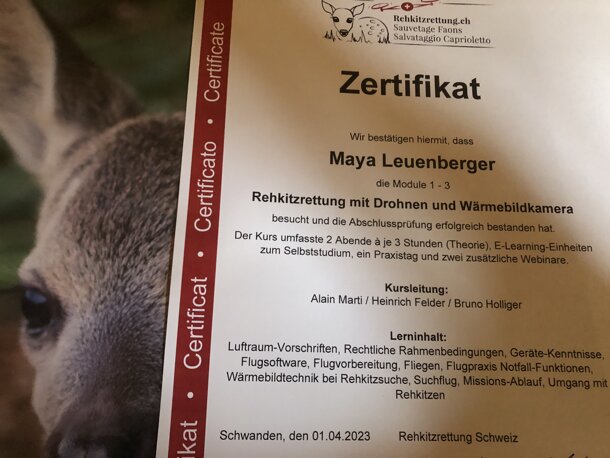 Rehkitzrettung.ch
Sauvetage Faons
Salvataggio Caprioletto
Zertifikat
Wir bestätigen hiermit, dass
Maya Leuenberger
die Module 1 - 3
Rehkitzrettung mit Drohnen und Wärmebildkamera
besucht und die Abschlussprüfung erfolgreich bestanden hat.
Der Kurs umfasste 2 Abende à je 3 Stunden (Theorie), E-Learning-Einheiten
zum Selbststudium, ein Praxistag und zwei zusätzliche Webinare.
Kursleitung:
Alain Marti / Heinrich Felder / Bruno Holliger
Lerninhalt:
Luftraum-Vorschriften, Rechtliche Rahmenbedingungen, Geräte-Kenntnisse,
Flugsoftware, Flugvorbereitung, Fliegen, Flugpraxis Notfall-Funktionen,
Wärmebildtechnik bei Rehkitzsuche, Suchflug, Missions-Ablauf, Umgang mit
Rehkitzen
Schwanden, den 01.04.2023 Rehkitzrettung Schweiz
ikat • Certificat • Certificato • Certificate